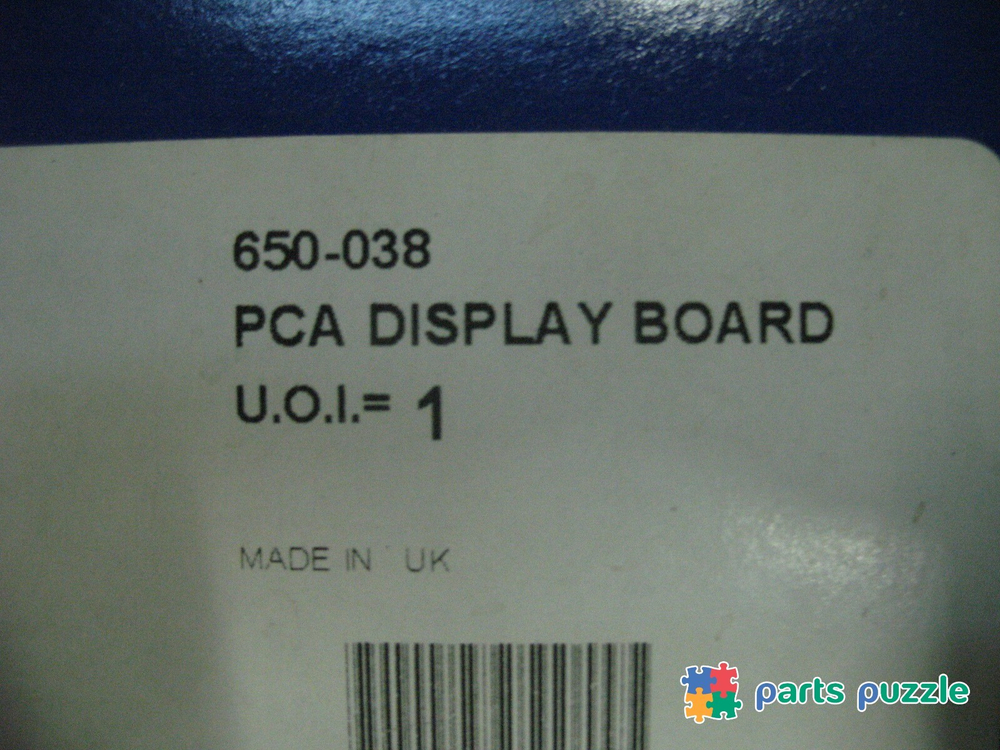 650-038
PCA DISPLAY BOARD
U.O.I.= 1
MADE IN UK
parts puzzle